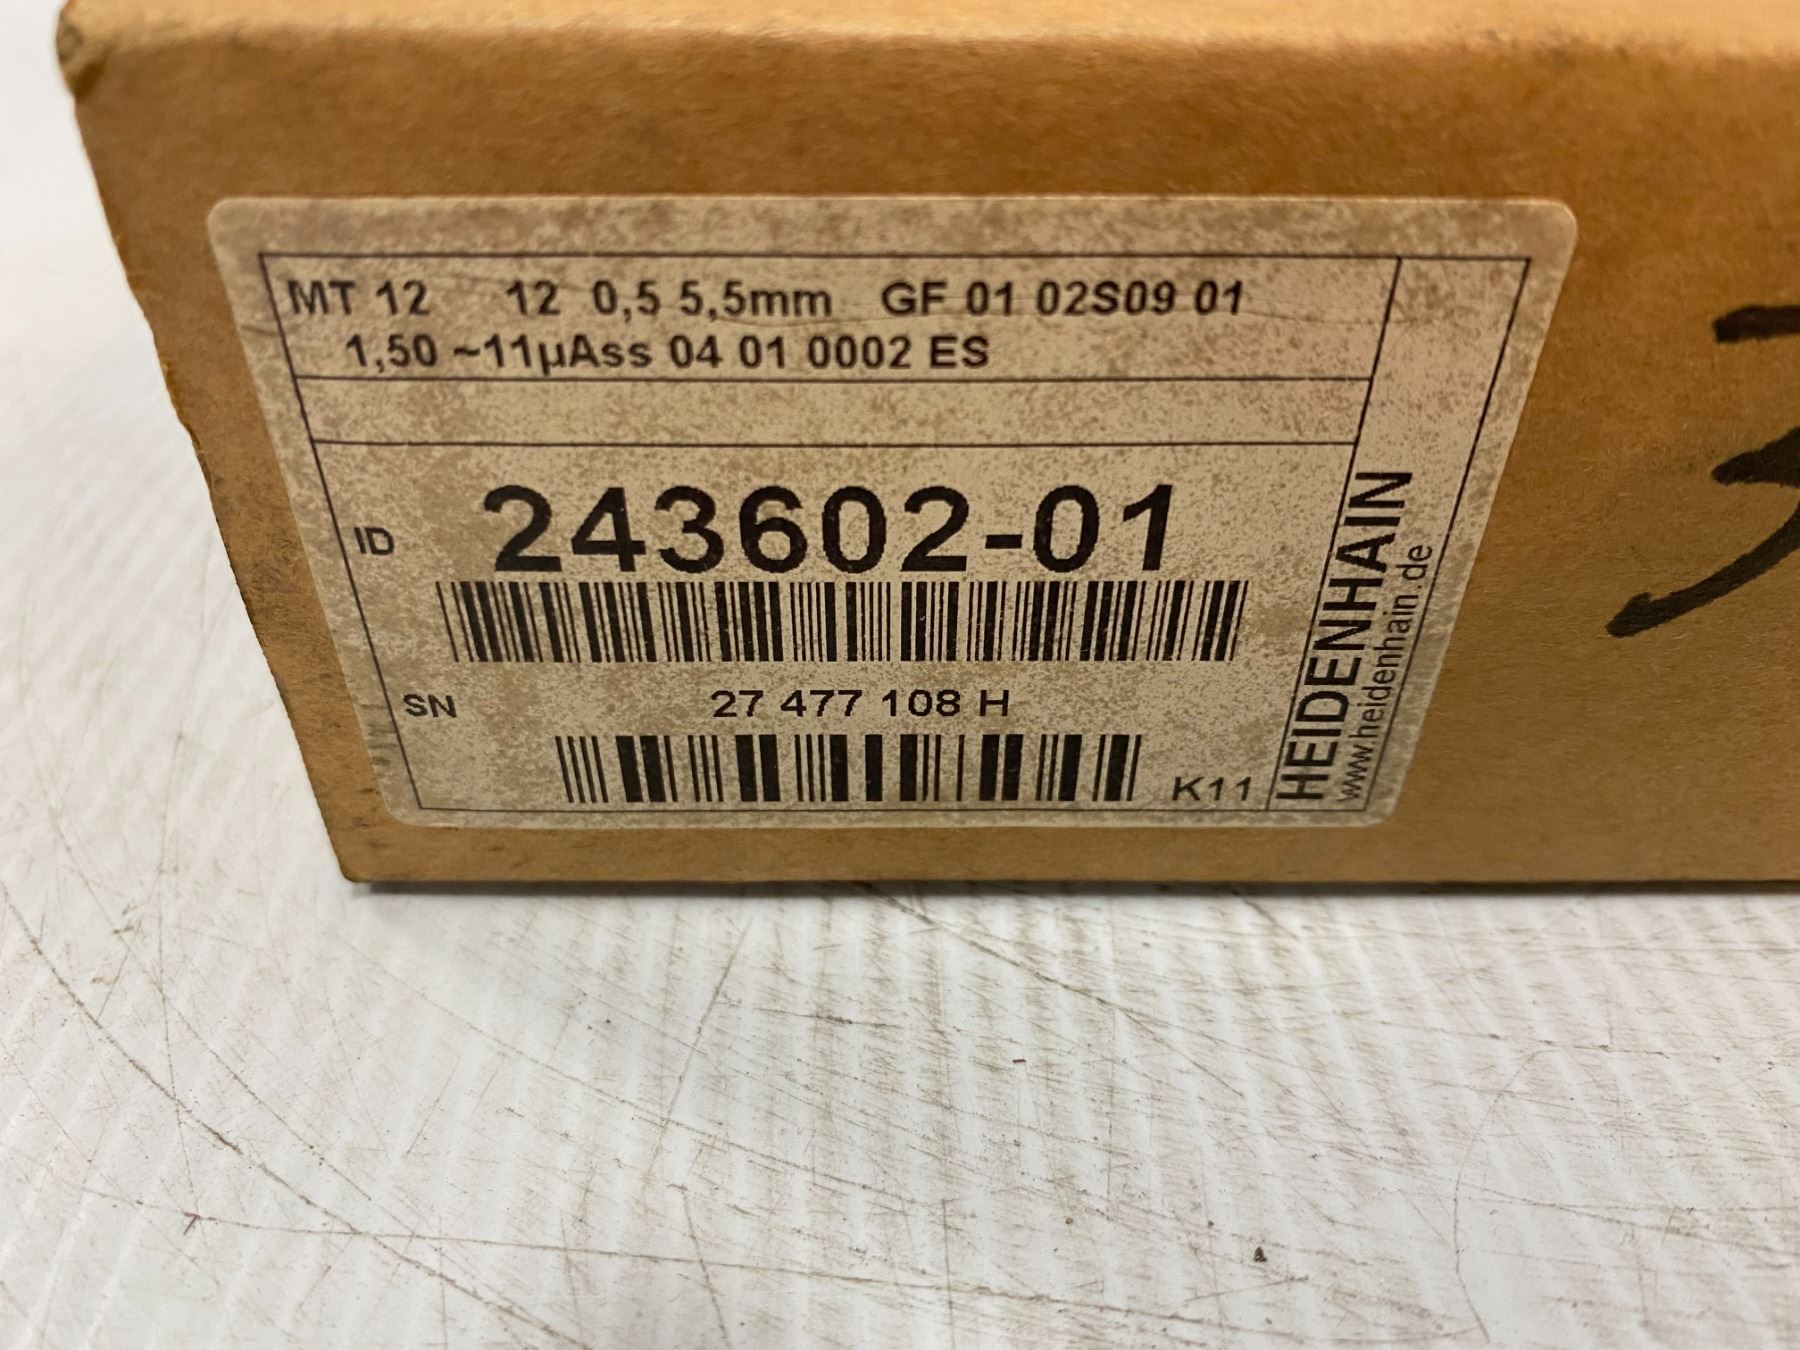 MT 12 12 0,5 5,5mm GF 01 02S09 01
1,50 ~11µAss 04 01 0002 ES
ID 243602-01
SN 27 477 108 H
K11
HEIDENHAIN
www.heidenhain.de